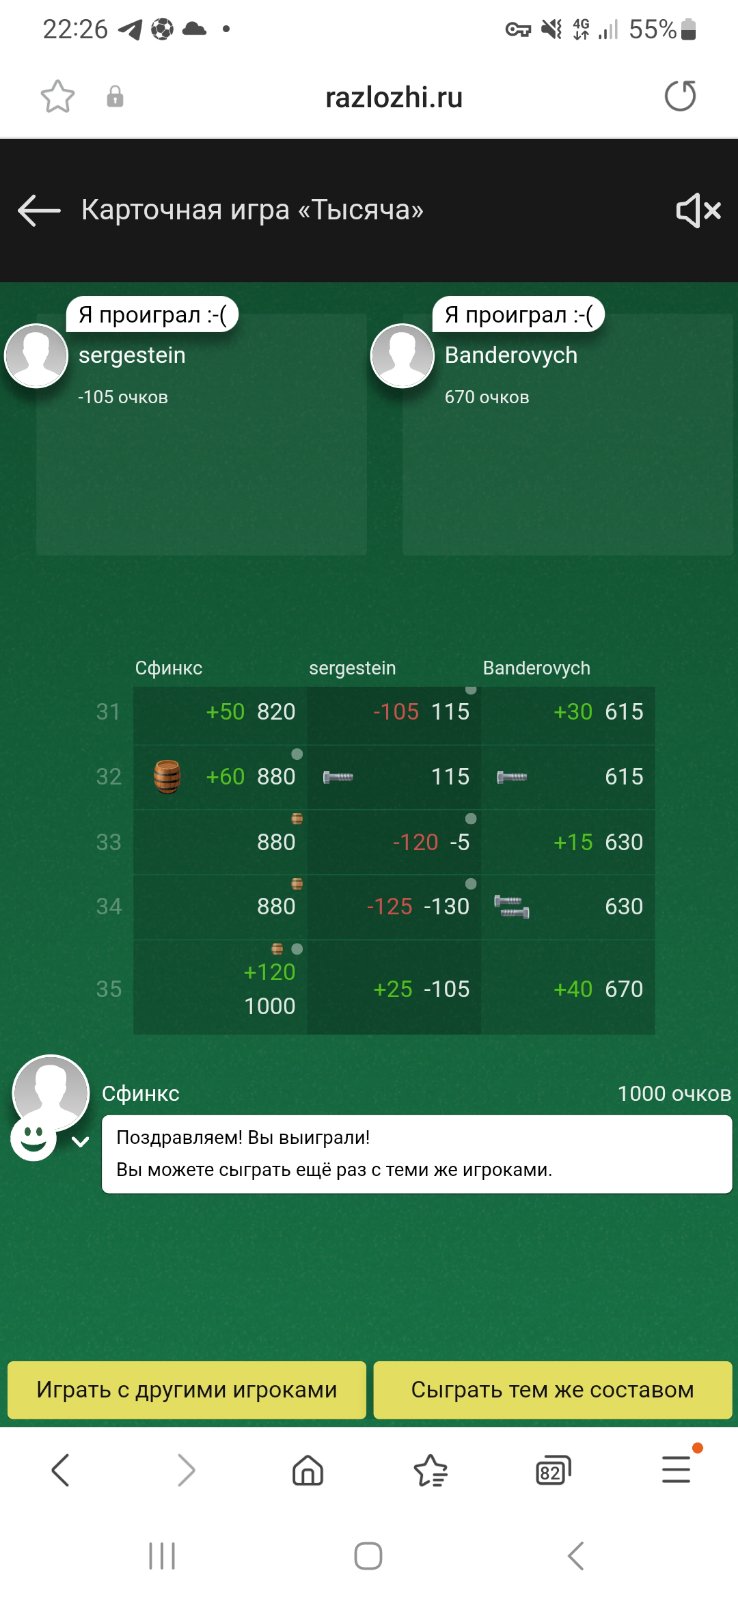 22:26
4G
55%
razlozhi.ru
Карточная игра «Тысяча»
Я проиграл :-(
Я проиграл :-(
sergestein
Banderovych
-105 очков
670 очков
Сфинкс sergestein Banderovych
31 +50 820 -105 115 +30 615
32 +60 880 115 615
33 880 -120 -5 +15 630
34 880 -125 -130 630
35 +120 1000 +25 -105 +40 670
Сфинкс
1000 очков
Поздравляем! Вы выиграли!
Вы можете сыграть ещё раз с теми же игроками.
Играть с другими игроками
Сыграть тем же составом
82